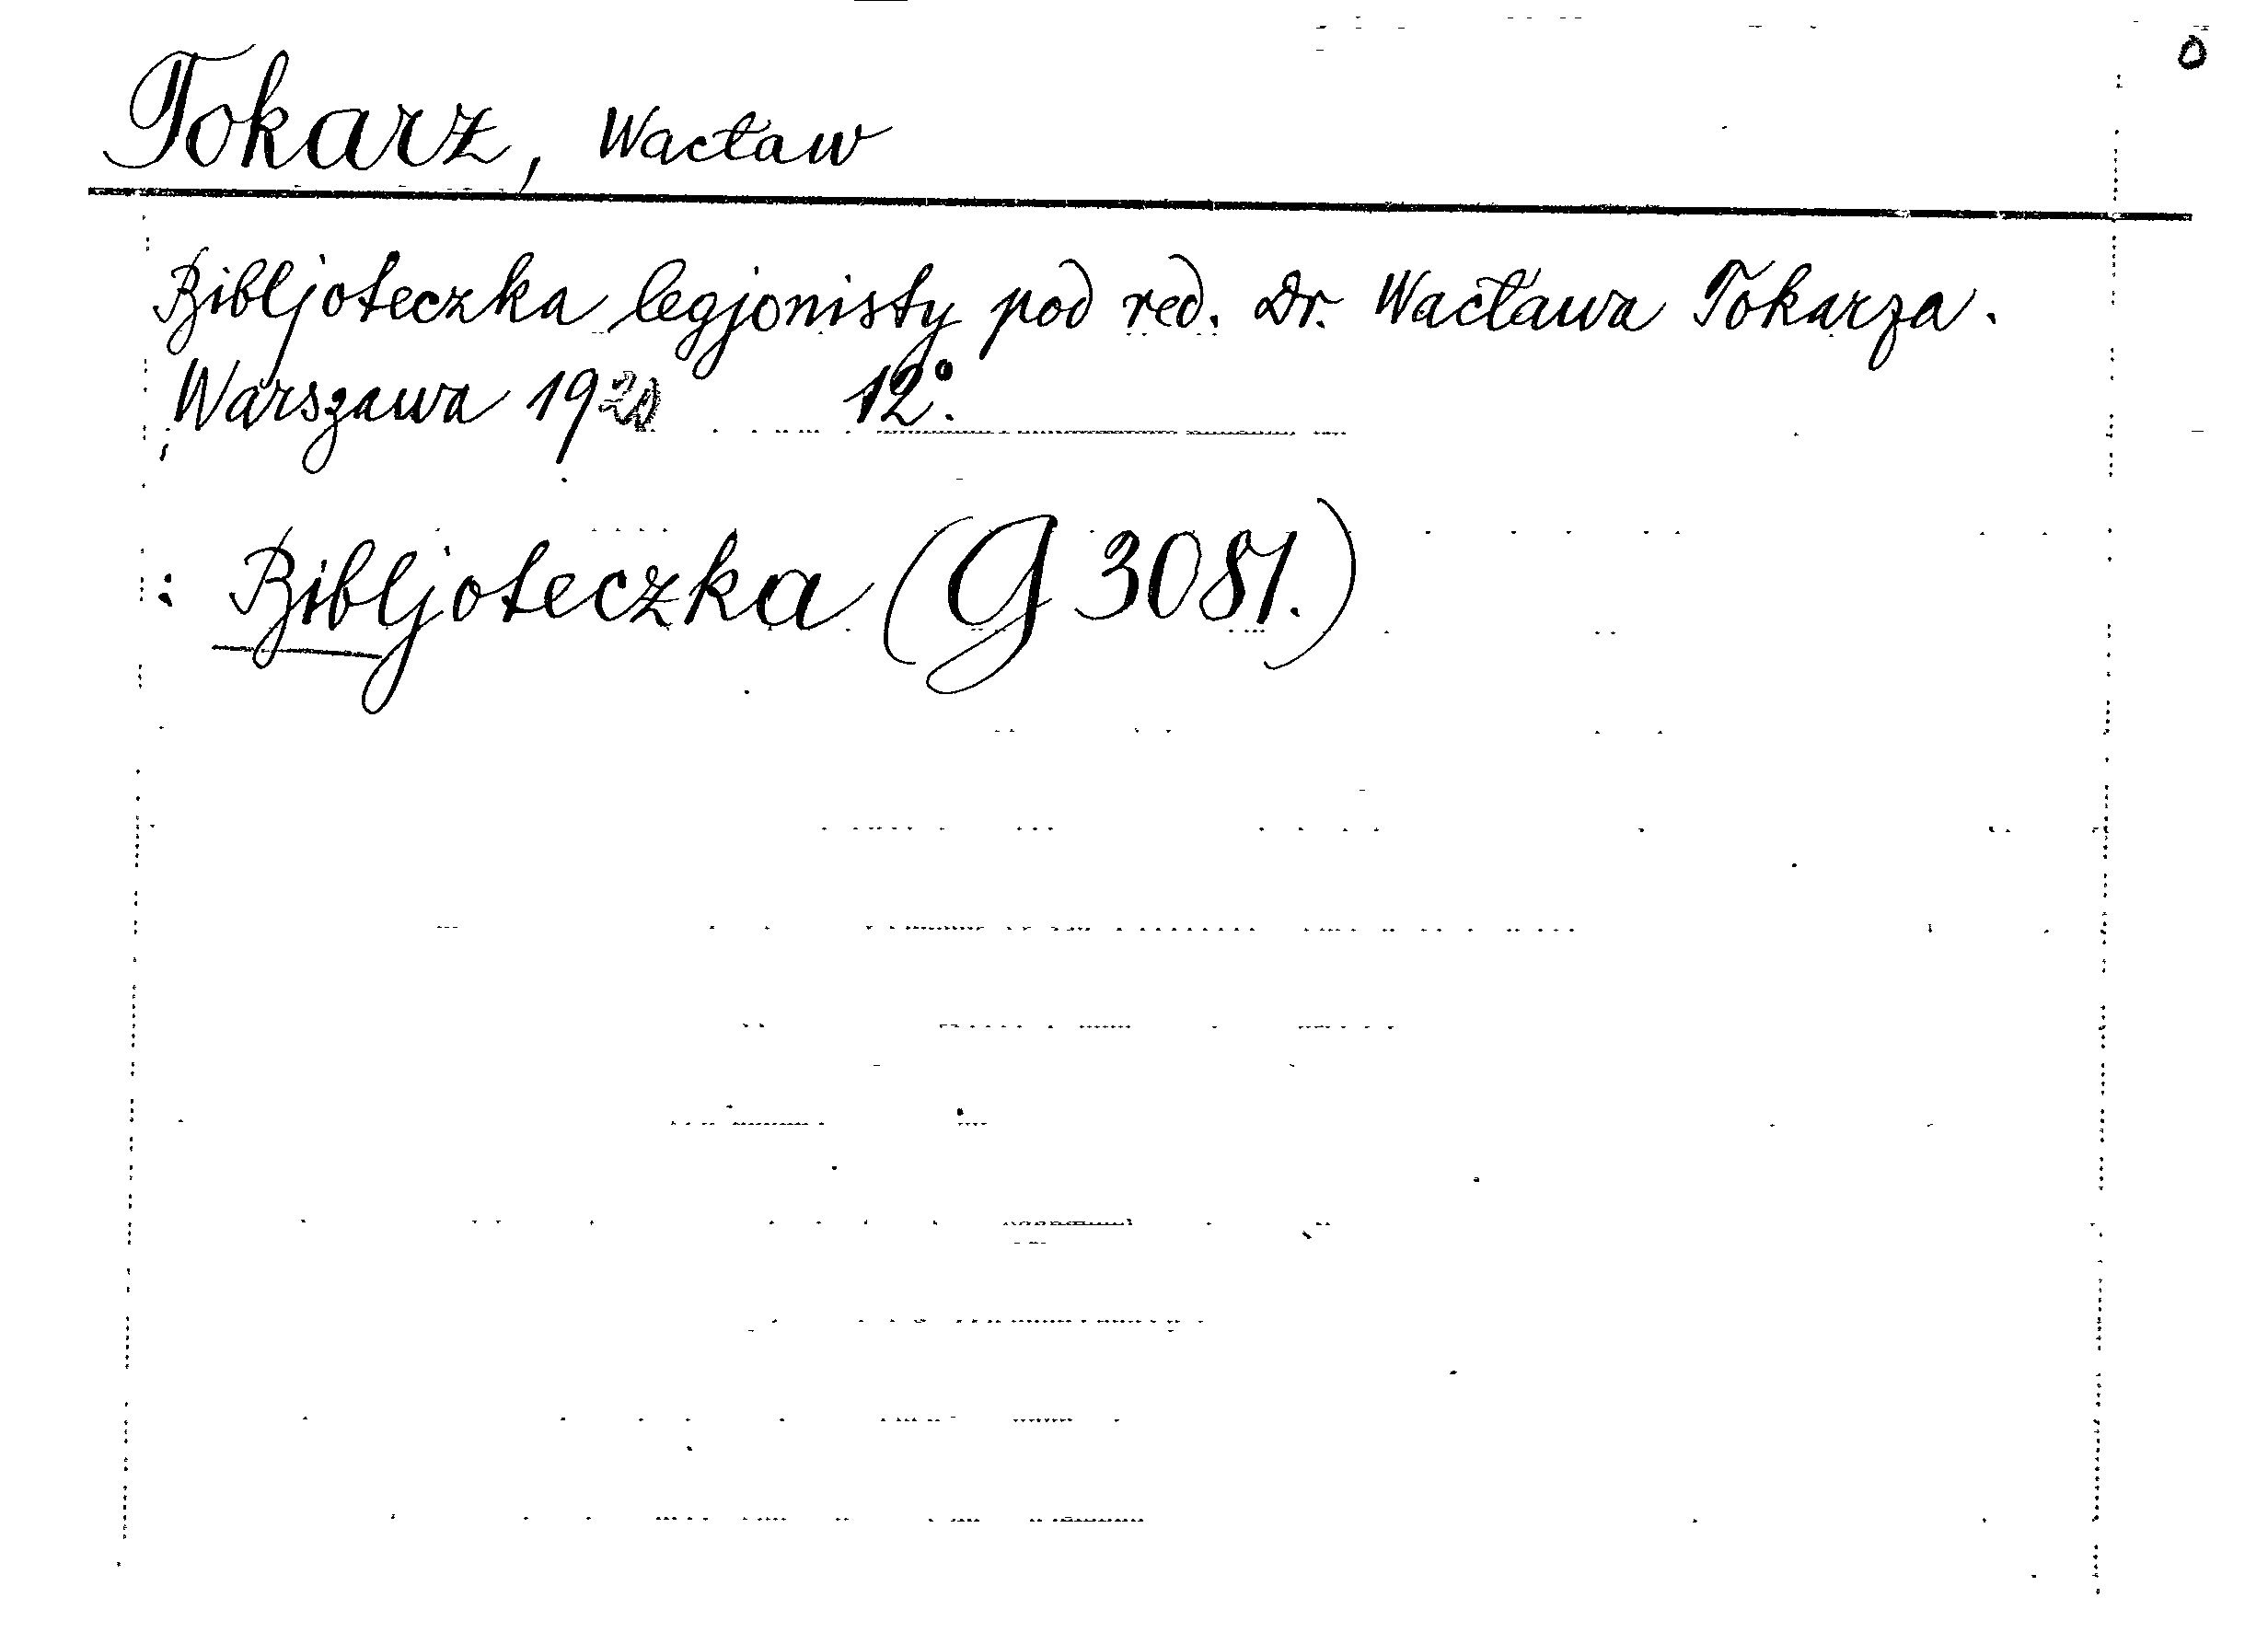 o
Tokarz, Wacław
Bibljoteczka legjonisty pod red. Dr. Wacława Tokarza.
Warszawa 1920 12°.
: Bibljoteczka (G 3081.)